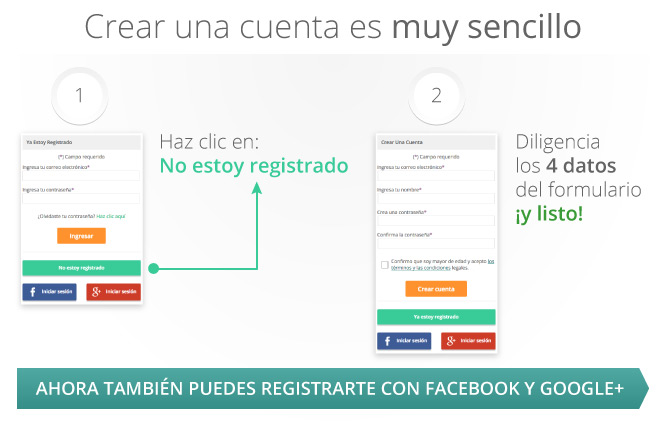 Crear una cuenta es muy sencillo
1
Ya Estoy Registrado
(*) Campo requerido
Ingresa tu correo electrónico*
Ingresa tu contraseña*
¿Olvidaste tu contraseña? Haz clic aquí
Ingresar
No estoy registrado
f Iniciar sesión
g+ Iniciar sesión
Haz clic en:
No estoy registrado
2
Crear Una Cuenta
(*) Campo requerido
Ingresa tu correo electrónico*
Ingresa tu nombre*
Crea una contraseña*
Confirma la contraseña*
Confirmo que soy mayor de edad y acepto los
términos y las condiciones legales.
Crear cuenta
Ya estoy registrado
f Iniciar sesión
g+ Iniciar sesión
Diligencia
los 4 datos
del formulario
¡y listo!
AHORA TAMBIÉN PUEDES REGISTRARTE CON FACEBOOK Y GOOGLE+